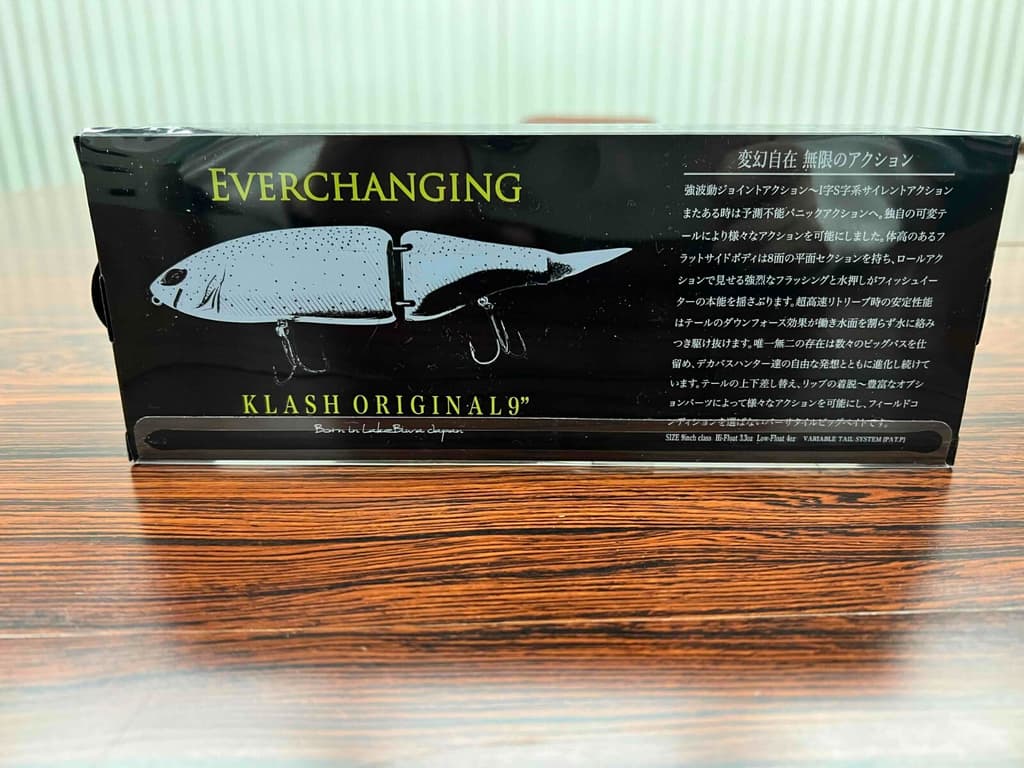 EVERCHANGING
KLASH ORIGINAL 9”
Born in LakeBiwa Japan
変幻自在 無限のアクション
強波動ジョイントアクション〜I字S字系サイレントアクション
またある時は予測不能パニックアクションへ。独自の可変テ
ールにより様々なアクションを可能にしました。体高のあるフ
ラットサイドボディは8面の平面セクションを持ち、ロールアク
ションで見せる強烈なフラッシングと水押しがフィッシュイー
ターの本能を揺さぶります。超高速リトリーブ時の安定性能
はテールのダウンフォース効果が働き水面を割らず水に絡み
つき駆け抜けます。唯一無二の存在は数々のビッグバスを仕
留め、デカバスハンター達の自由な発想とともに進化し続けて
います。テールの上下差し替え、リップの着脱〜豊富なオプシ
ョンパーツによって様々なアクションを可能にし、フィールドコ
ンディションを選ばないバーサタイルビッグベイトです。
SIZE 9inch class Hi-Float 3.3oz Low-Float 4oz VARIABLE TAIL SYSTEM [PAT.P]